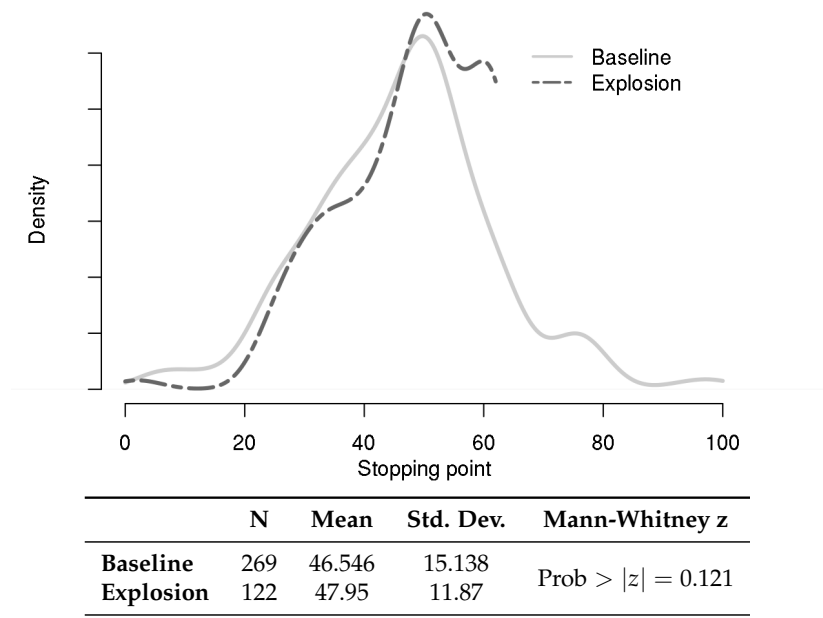 Baseline
Explosion
Density
0 20 40 60 80 100
Stopping point
N Mean Std. Dev. Mann-Whitney z
Baseline 269 46.546 15.138
Prob > |z| = 0.121
Explosion 122 47.95 11.87